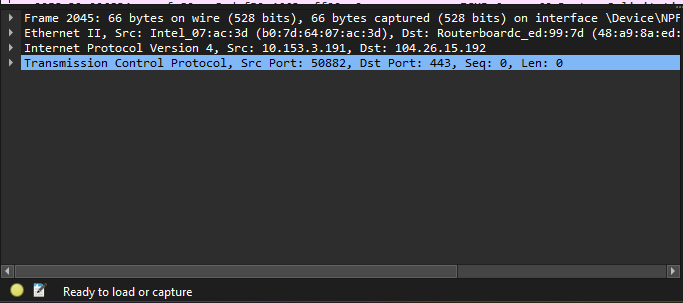 Frame 2045: 66 bytes on wire (528 bits), 66 bytes captured (528 bits) on interface \Device\NPF
Ethernet II, Src: Intel_07:ac:3d (b0:7d:64:07:ac:3d), Dst: Routerboardc_ed:99:7d (48:a9:8a:ed:
Internet Protocol Version 4, Src: 10.153.3.191, Dst: 104.26.15.192
Transmission Control Protocol, Src Port: 50882, Dst Port: 443, Seq: 0, Len: 0
Ready to load or capture